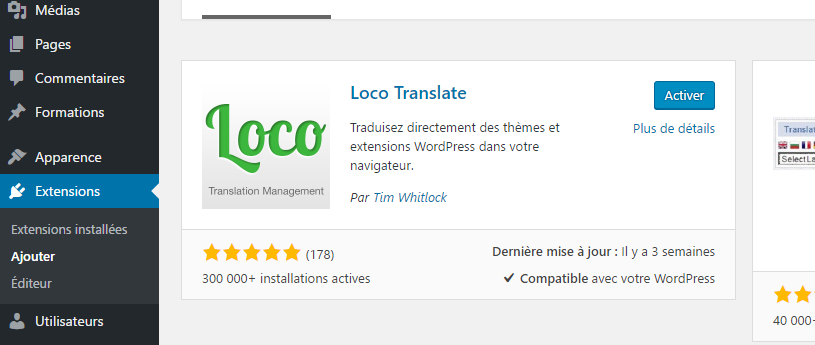 Médias
Pages
Commentaires
Formations
Apparence
Extensions
Extensions installées
Ajouter
Éditeur
Utilisateurs
Loco
Translation Management
Loco Translate
Activer
Traduisez directement des thèmes et
extensions WordPress dans votre
navigateur.
Plus de détails
Par Tim Whitlock
(178)
Dernière mise à jour : Il y a 3 semaines
300 000+ installations actives
Compatible avec votre WordPress
Translat
Select La
40 000+